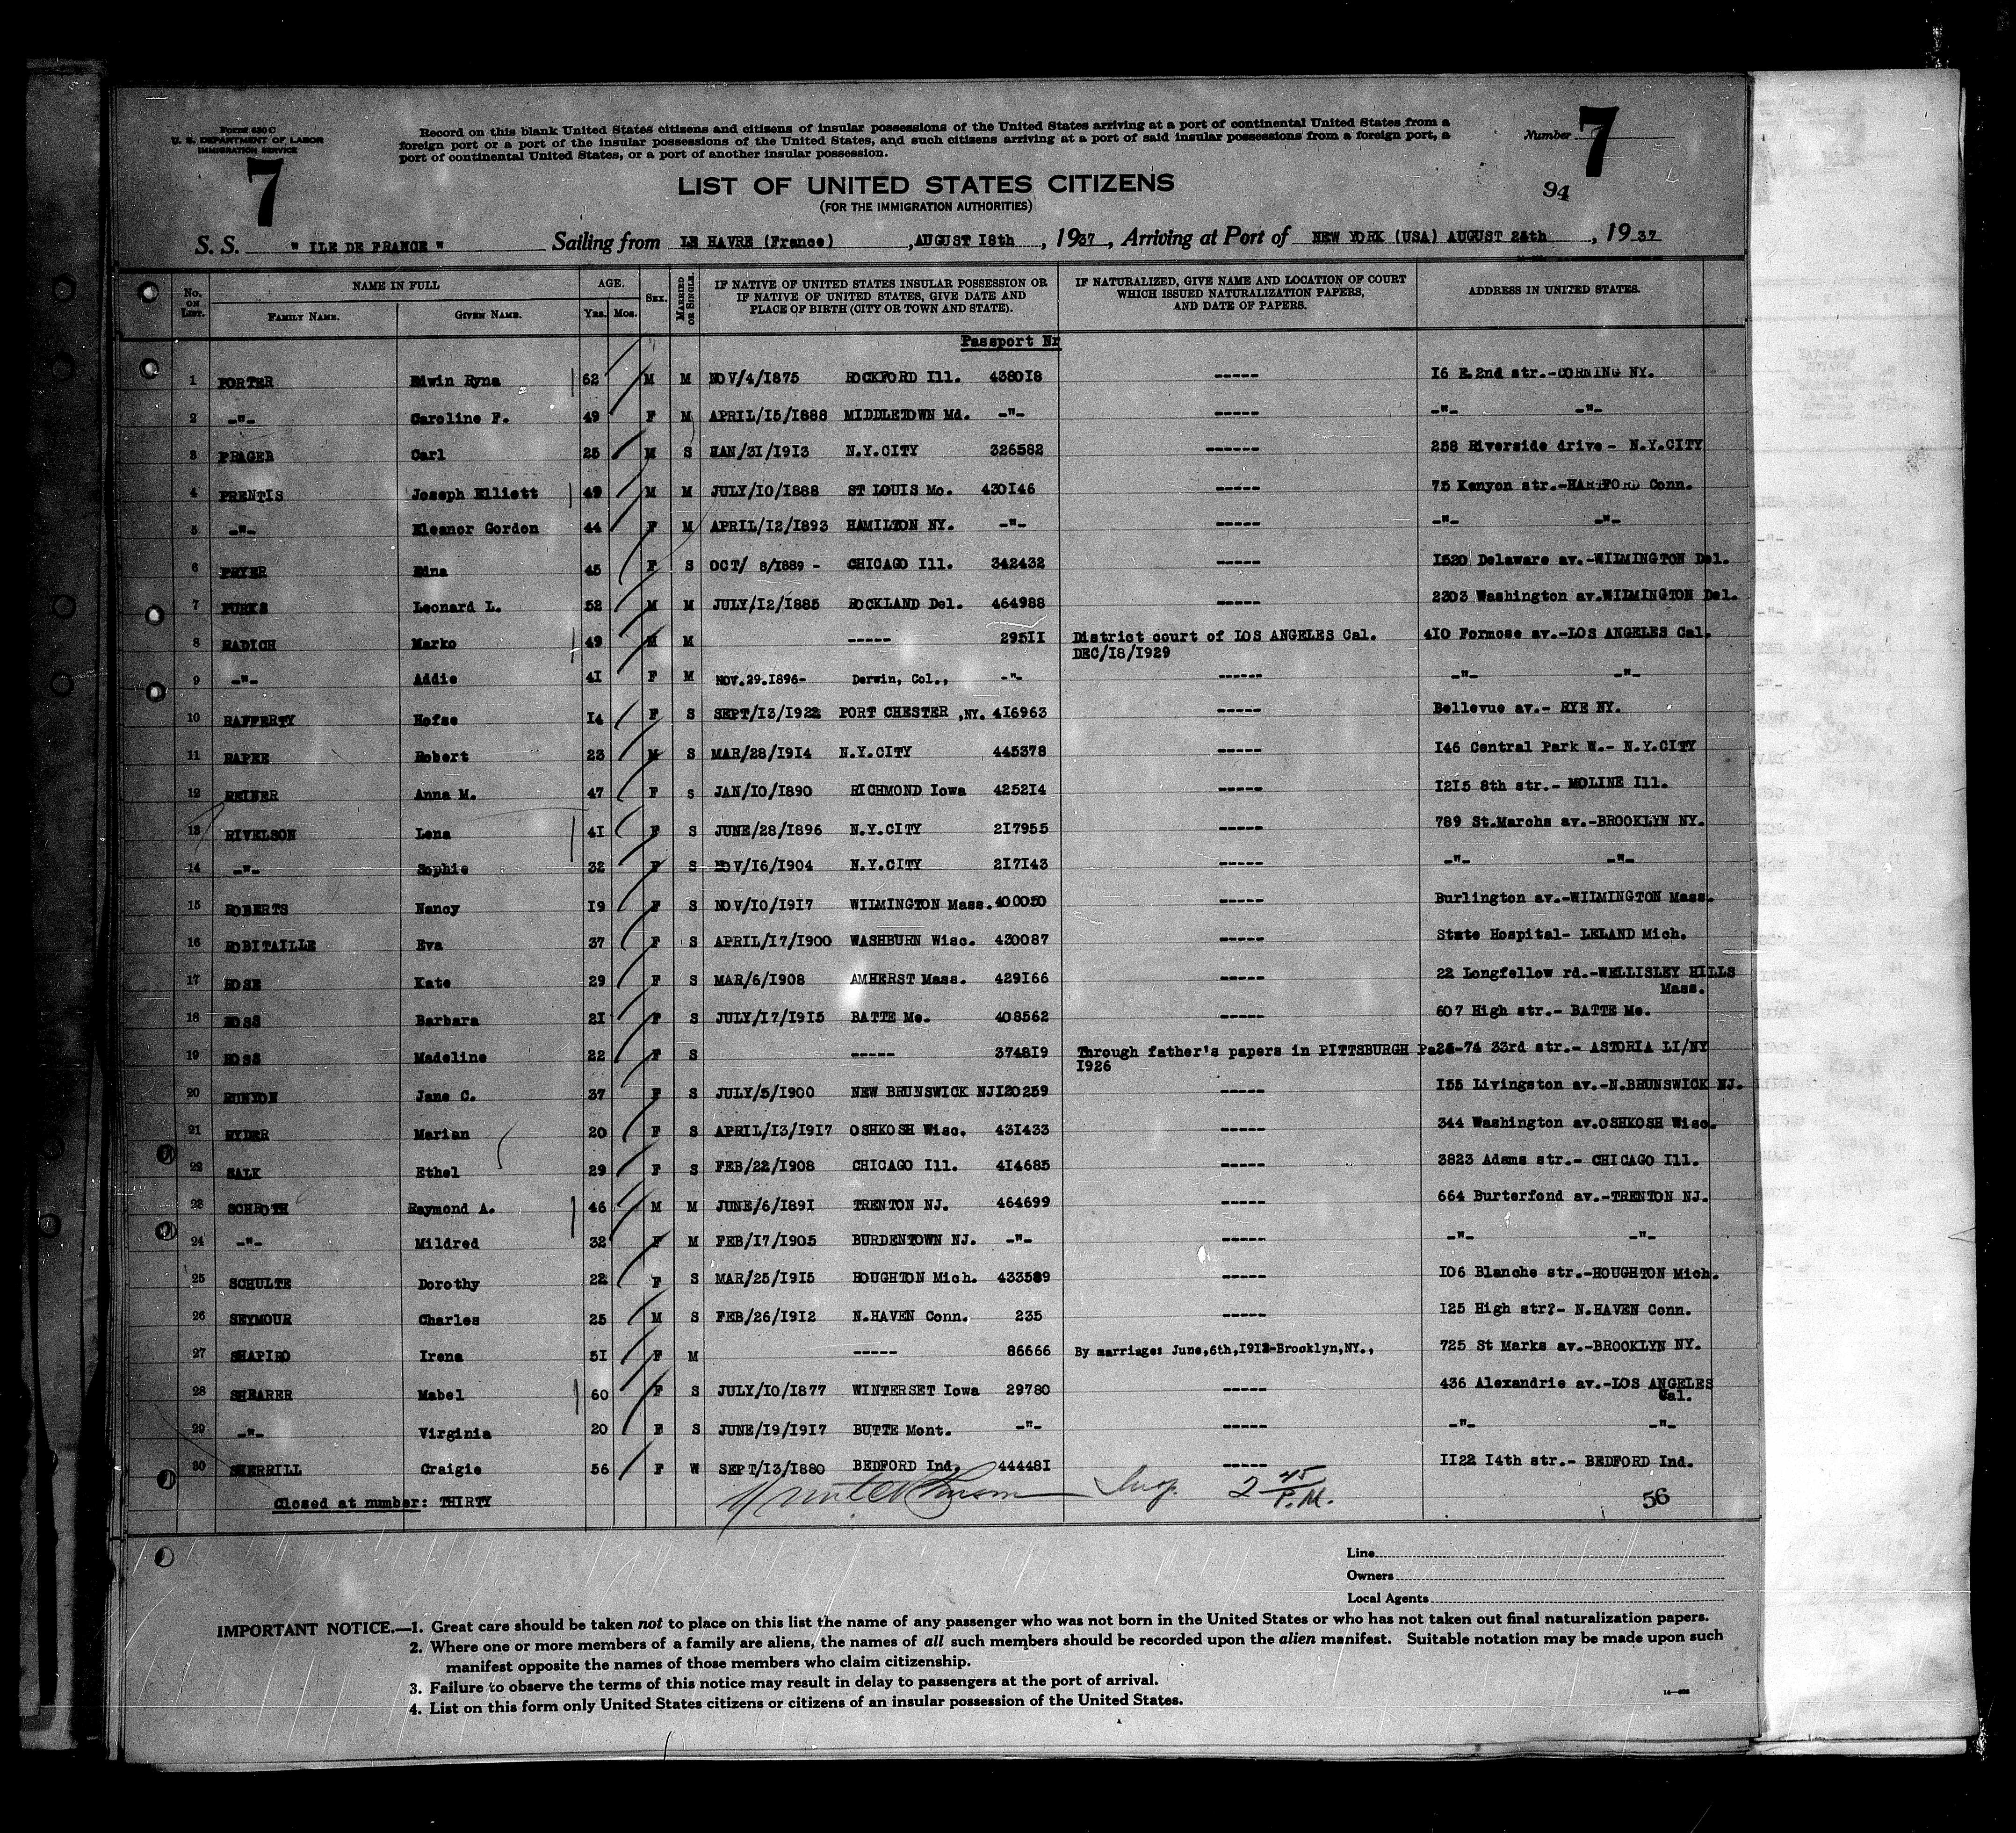 Form 630 C
U. S. DEPARTMENT OF LABOR
IMMIGRATION SERVICE
7
Record on this blank United States citizens and citizens of insular possessions of the United States arriving at a port of continental United States from a
foreign port or a port of the insular possessions of the United States, and such citizens arriving at a port of said insular possessions from a foreign port, a
port of continental United States, or a port of another insular possession.
Number 7
94
LIST OF UNITED STATES CITIZENS
(FOR THE IMMIGRATION AUTHORITIES)
S. S. " ILE DE FRANCE " Sailing from LE HAVRE (France) ,AUGUST 18th , 1937 , Arriving at Port of NEW YORK (USA) AUGUST 24th , 19 37
No. ON LIST. NAME IN FULL FAMILY NAME. GIVEN NAME. AGE. Yrs. Mos. SEX. MARRIED OR SINGLE. IF NATIVE OF UNITED STATES INSULAR POSSESSION OR IF NATIVE OF UNITED STATES, GIVE DATE AND PLACE OF BIRTH (CITY OR TOWN AND STATE). IF NATURALIZED, GIVE NAME AND LOCATION OF COURT WHICH ISSUED NATURALIZATION PAPERS, AND DATE OF PAPERS. ADDRESS IN UNITED STATES.
Passport Nr
1 PORTER Edwin Ryna 62 M M NOV/4/1875 ROCKFORD Ill. 438018 ----- 16 E.2nd str.-CORNING NY.
2 -"- Caroline F. 49 F M APRIL/15/1888 MIDDLETOWN Md. -"- ----- -"- -"-
3 PRAGER Carl 25 M S HAN/31/1913 N.Y.CITY 326582 ------ 258 Riverside drive- N.Y.CITY
4 PRENTIS Joseph Elliett 49 M M JULY/10/1888 ST LOUIS Mo. 430146 ----- 75 Kenyon str.-HARTFORD Conn.
5 -"- Eleanor Gordon 44 F M APRIL/12/1893 HAMILTON NY. -"- ----- -"- -"-
6 PRYER Edna 45 F S OCT/ 8/1889 - CHICAGO Ill. 342432 ----- 1520 Delaware av.-WILMINGTON Del.
7 PURKS Leonard L. 52 M M JULY/12/1885 ROCKLAND Del. 464988 ----- 2303 Washington av.WILMINGTON Del.
8 RADICH Marko 49 M M ----- 29511 District court of LOS ANGELES Cal. 410 Formose av.-LOS ANGELES Cal.
DEC/18/1929
9 -"- Addie 41 F M NOV.29.1896- Derwin, Col., -"- ------ -"- -"-
10 RAFFERTY Hofse 14 F S SEPT/13/1922 PORT CHESTER ,NY. 416963 ----- Bellevue av.- RYE NY.
11 RAPEE Robert 23 M S MAR/28/1914 N.Y.CITY 445378 ----- 146 Central Park W.- N.Y.CITY
12 REINER Anna M. 47 F S JAN/10/1890 RICHMOND Iowa 425214 ----- 1215 8th str.- MOLINE Ill.
13 RIVELSON Lena 41 F S JUNE/28/1896 N.Y.CITY 217955 ----- 789 St.Marchs av.-BROOKLYN NY.
14 -"- Sophie 32 F S NOV/16/1904 N.Y.CITY 217143 ----- -"- -"-
15 ROBERTS Nancy 19 F S NOV/10/1917 WILMINGTON Mass. 400050 ----- Burlington av.-WILMINGTON Mass.
16 ROBITAILLE Eva 37 F S APRIL/17/1900 WASHBURN Wisc. 430087 ----- State Hospital- LELAND Mich.
17 ROSE Kate 29 F S MAR/6/1908 AMHERST Mass. 429166 ----- 22 Longfellow rd.-WELLISLEY HILLS
Mass.
18 ROSS Barbara 21 F S JULY/17/1915 BATTE Mo. 408562 ----- 607 High str.- BATTE Mo.
19 ROSS Madeline 22 F S ----- 374819 Through father's papers in PITTSBURGH Pa. 33rd str.- ASTORIA LI/NY
1926
20 RUNYON Jane C. 37 F S JULY/5/1900 NEW BRUNSWICK NJ120259 ----- 155 Livingston av.-N.BRUNSWICK NJ.
21 RYDER Marian 20 F S APRIL/13/1917 OSHKOSH Wisc. 431433 ----- 344 Washington av.OSHKOSH Wisc.
22 SALK Ethel 29 F S FEB/22/1908 CHICAGO Ill. 414685 ----- 3823 Adams str.- CHICAGO Ill.
23 SCHROTH Raymond A. 46 M M JUNE/6/1891 TRENTON NJ. 464699 ----- 664 Burterfond av.-TRENTON NJ.
24 -"- Mildred 32 F M FEB/17/1905 BURDENTOWN NJ. -"- ----- -"- -"-
25 SCHULTE Dorothy 22 F S MAR/25/1915 HOUGHTON Mich. 433589 ----- 106 Blanche str.-HOUGHTON Mich.
26 SEYMOUR Charles 25 M S FEB/26/1912 N.HAVEN Conn. 235 ----- 125 High str?- N.HAVEN Conn.
27 SHAPIRO Irena 51 F M ----- 86666 By marriage: June,6th,1912-Brooklyn,NY., 725 St Marks av.-BROOKLYN NY.
28 SHEARER Mabel 60 F S JULY/10/1877 WINTERSET Iowa 29780 ----- 436 Alexandrie av.-LOS ANGELES
Cal.
29 -"- Virginia 20 F S JUNE/19/1917 BUTTE Mont. -"- ----- -"- -"-
30 SHERRILL Craigie 56 F W SEPT/13/1880 BEDFORD Ind. 444481 ----- 1122 14th str.- BEDFORD Ind.
Closed at number: THIRTY Insp. 2 45 P.M. 56
Line
Owners
Local Agents
IMPORTANT NOTICE.—1. Great care should be taken not to place on this list the name of any passenger who was not born in the United States or who has not taken out final naturalization papers.
2. Where one or more members of a family are aliens, the names of all such members should be recorded upon the alien manifest. Suitable notation may be made upon such
manifest opposite the names of those members who claim citizenship.
3. Failure to observe the terms of this notice may result in delay to passengers at the port of arrival.
4. List on this form only United States citizens or citizens of an insular possession of the United States.